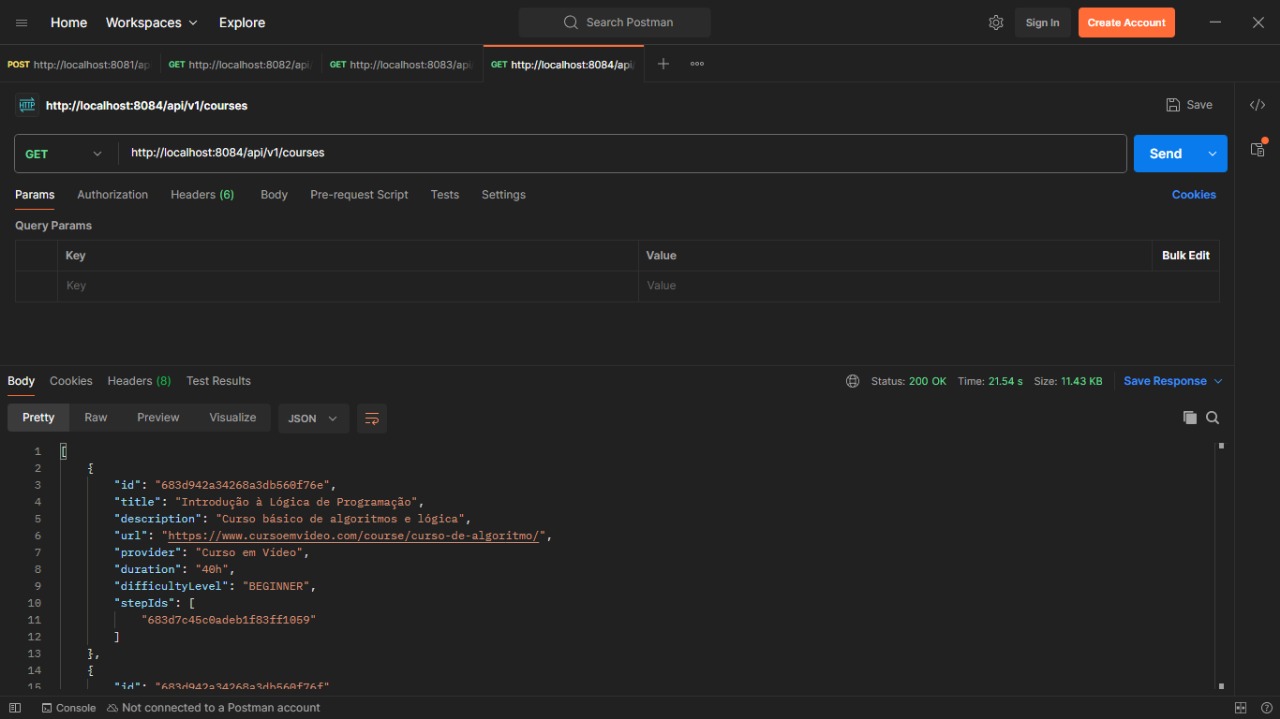 Home Workspaces Explore Search Postman Sign In Create Account
POST http://localhost:8081/ap GET http://localhost:8082/api/ GET http://localhost:8083/api/ GET http://localhost:8084/api/
HTTP http://localhost:8084/api/v1/courses Save
GET http://localhost:8084/api/v1/courses Send
Params Authorization Headers (6) Body Pre-request Script Tests Settings Cookies
Query Params
Key Value Bulk Edit
Key Value
Body Cookies Headers (8) Test Results Status: 200 OK Time: 21.54 s Size: 11.43 KB Save Response
Pretty Raw Preview Visualize JSON
1 [
2 {
3 "id": "683d942a34268a3db560f76e",
4 "title": "Introdução à Lógica de Programação",
5 "description": "Curso básico de algoritmos e lógica",
6 "url": "https://www.cursoemvideo.com/course/curso-de-algoritmo/",
7 "provider": "Curso em Vídeo",
8 "duration": "40h",
9 "difficultyLevel": "BEGINNER",
10 "stepIds": [
11 "683d7c45c0adeb1f83ff1059"
12 ]
13 },
14 {
15 "id": "683d942a34268a3db560f76f"
Console Not connected to a Postman account